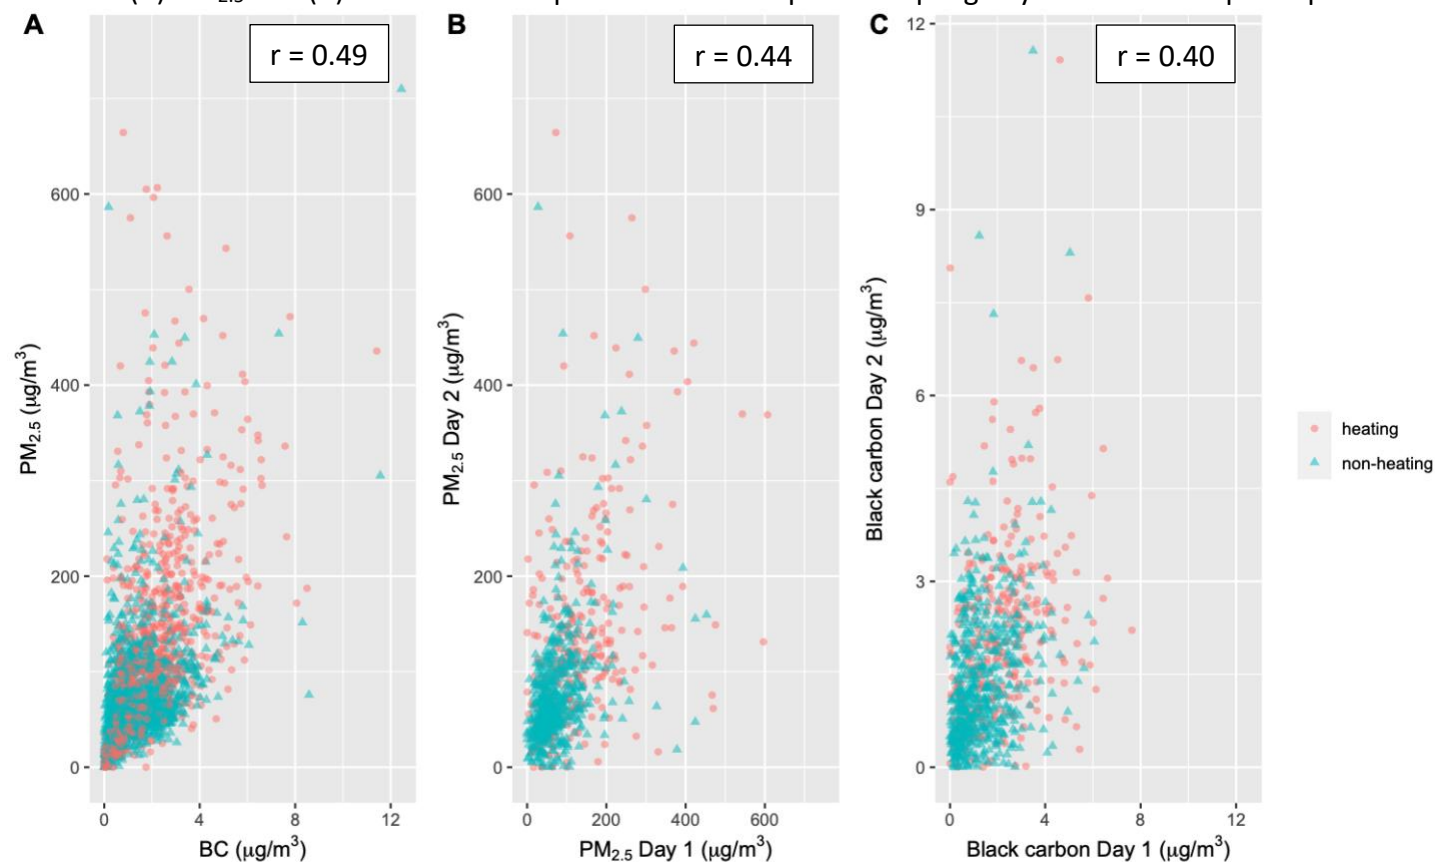 A
B
C
r = 0.49
r = 0.44
r = 0.40
PM2.5 (μg/m3)
600
400
200
0
0 4 8 12
BC (μg/m3)
PM2.5 Day 2 (μg/m3)
600
400
200
0
0 200 400 600
PM2.5 Day 1 (μg/m3)
Black carbon Day 2 (μg/m3)
12
9
6
3
0
0 4 8 12
Black carbon Day 1 (μg/m3)
heating
non-heating